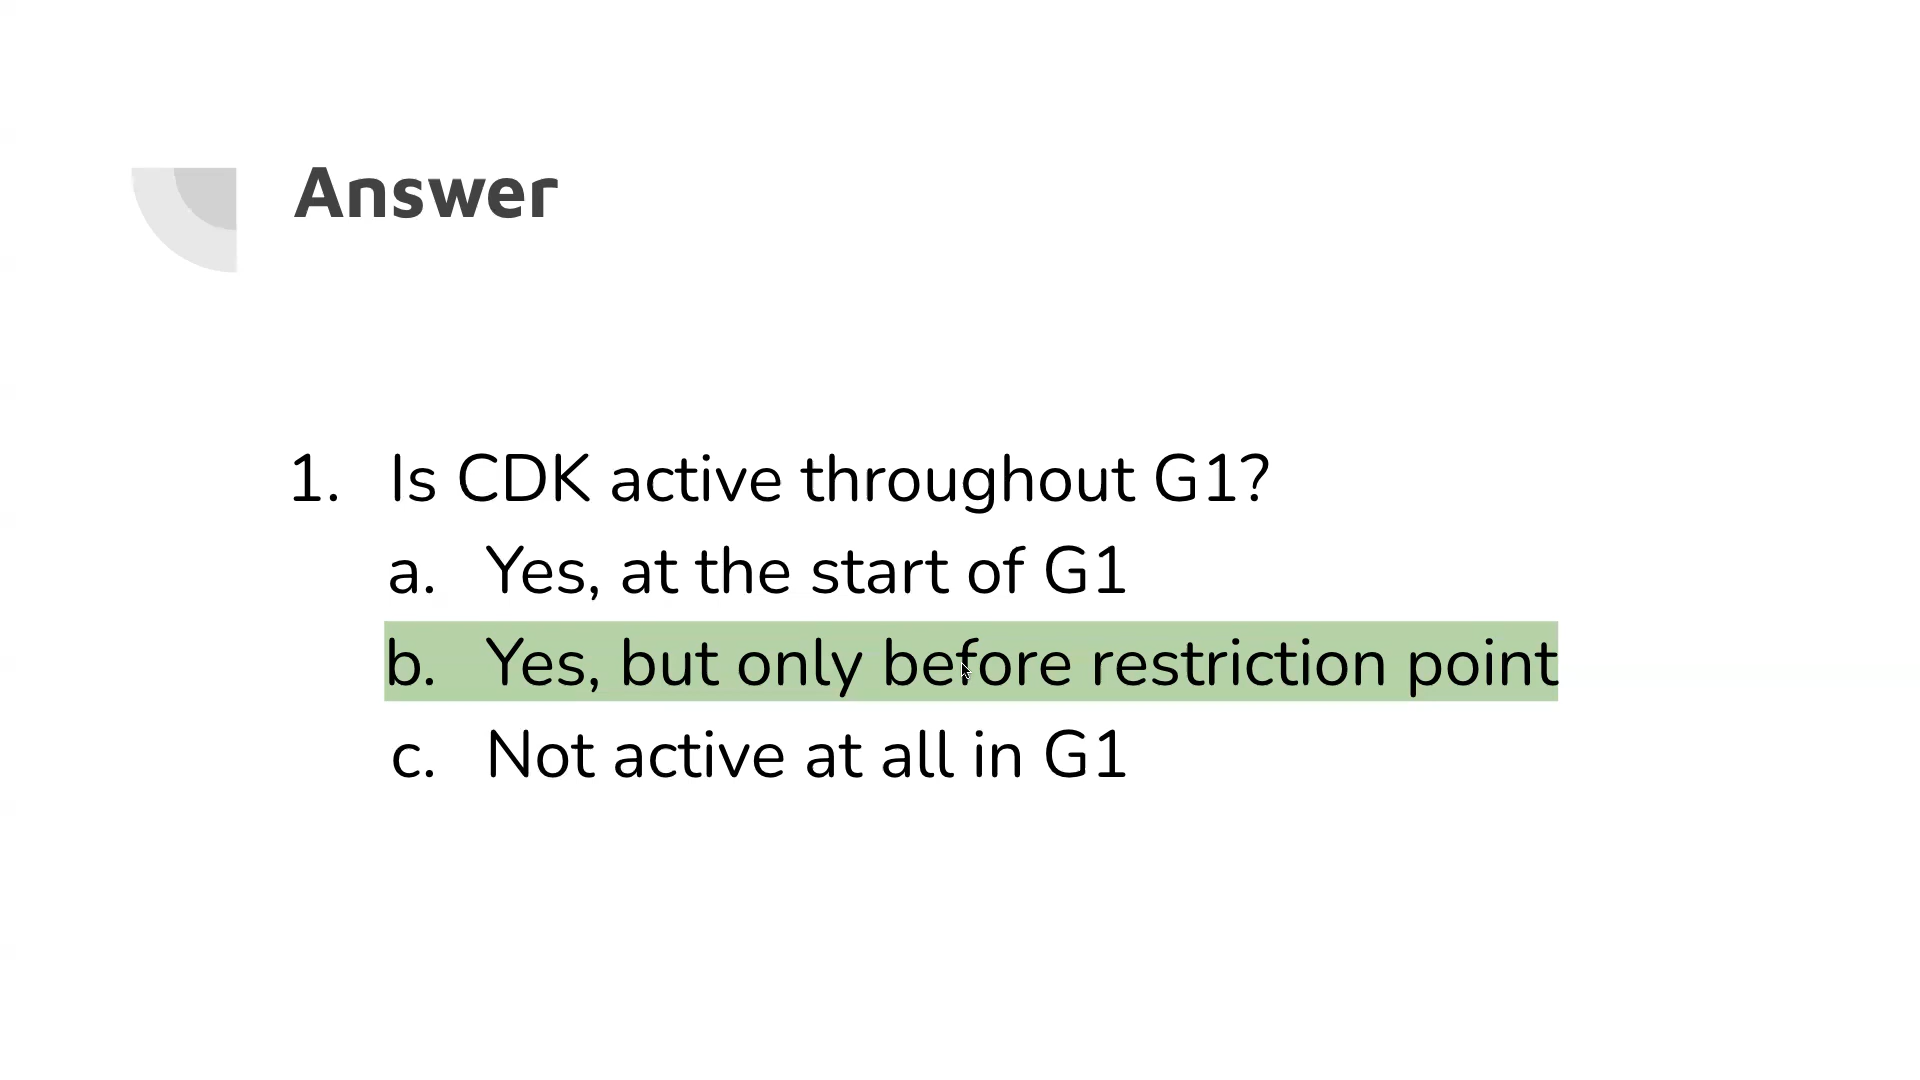 Answer
1. Is CDK active throughout G1?
a. Yes, at the start of G1
b. Yes, but only before restriction point
c. Not active at all in G1